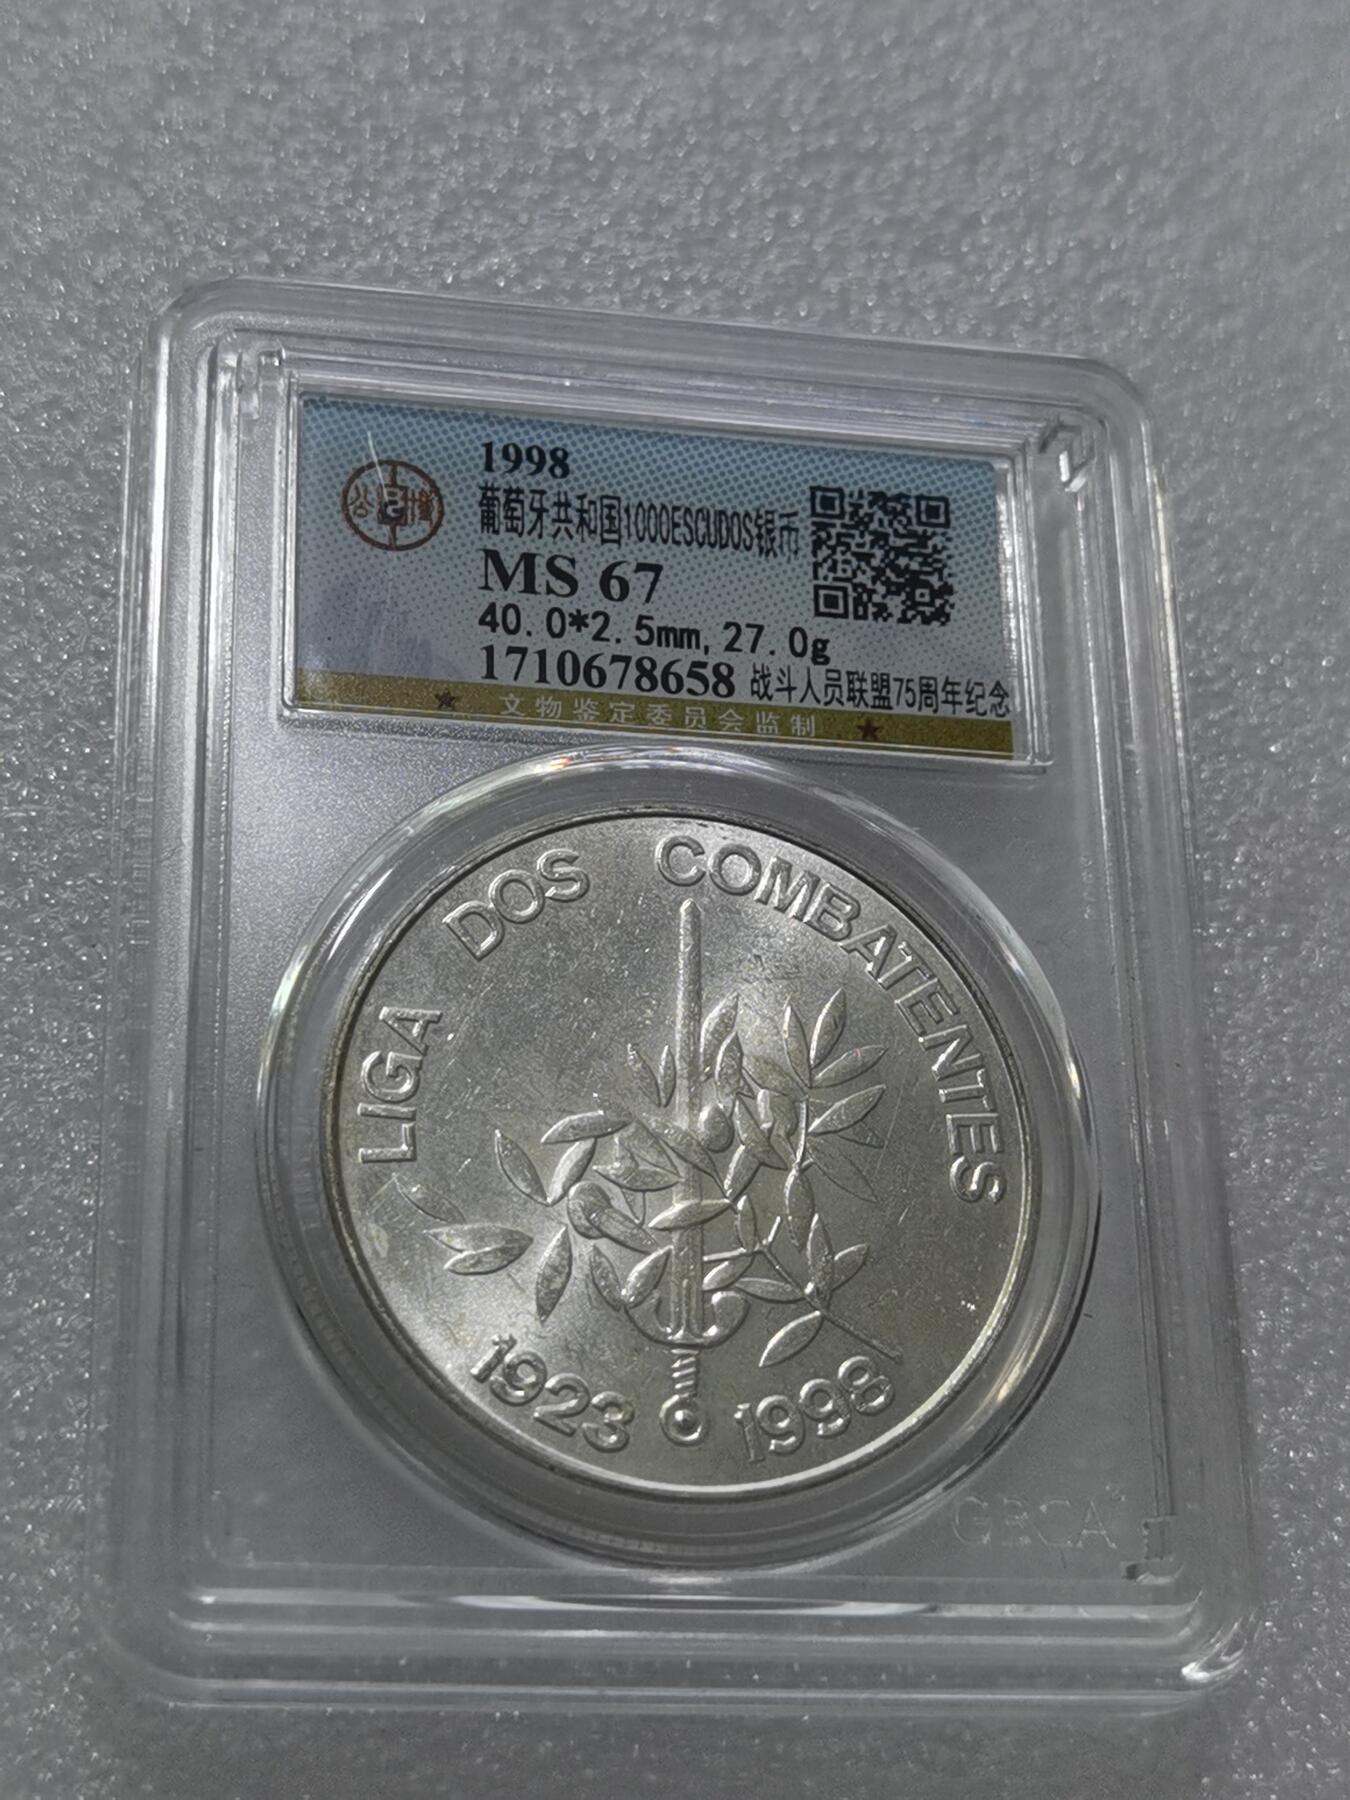 1998
葡萄牙共和国1000ESCUDOS银币
MS 67
40.0*2.5mm,27.0g
1710678658 战斗人员联盟75周年纪念
公博
文物鉴定委员会监制
LIGA DOS COMBATENTES
1923 1998
GBCA